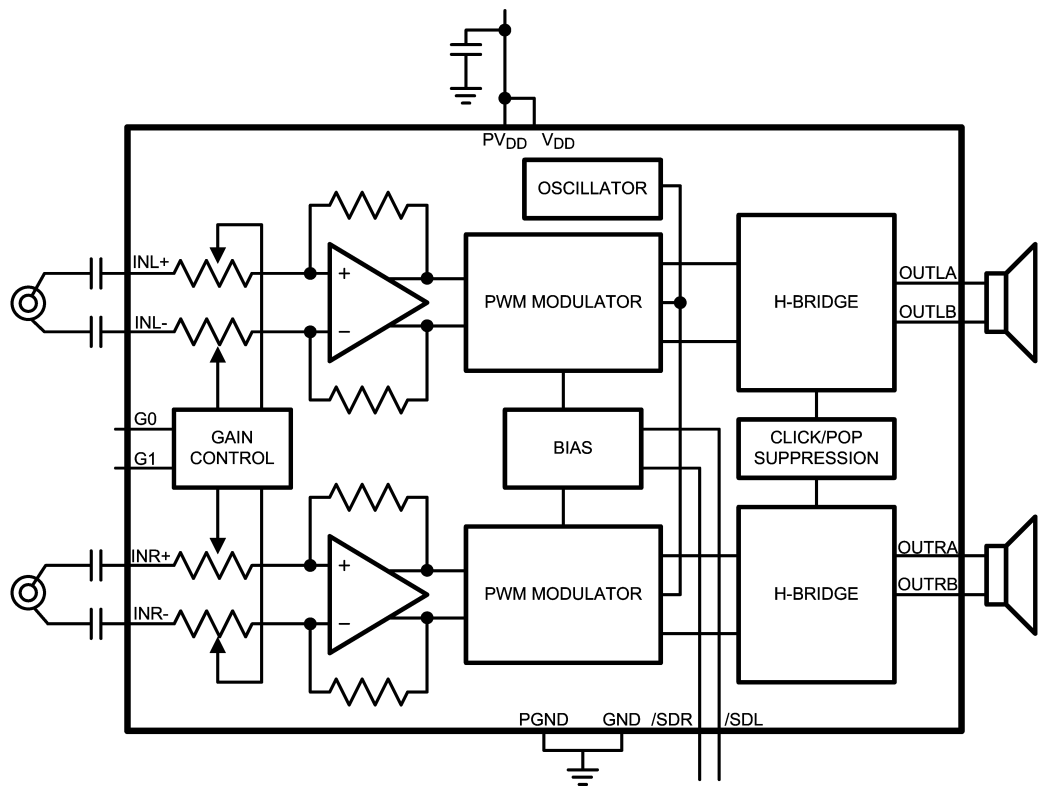 PVDD VDD
OSCILLATOR
INL+
+
PWM MODULATOR
H-BRIDGE
OUTLA
INL-
−
OUTLB
G0
GAIN
CONTROL
G1
BIAS
CLICK/POP
SUPPRESSION
INR+
+
PWM MODULATOR
H-BRIDGE
OUTRA
INR-
−
OUTRB
PGND GND /SDR /SDL